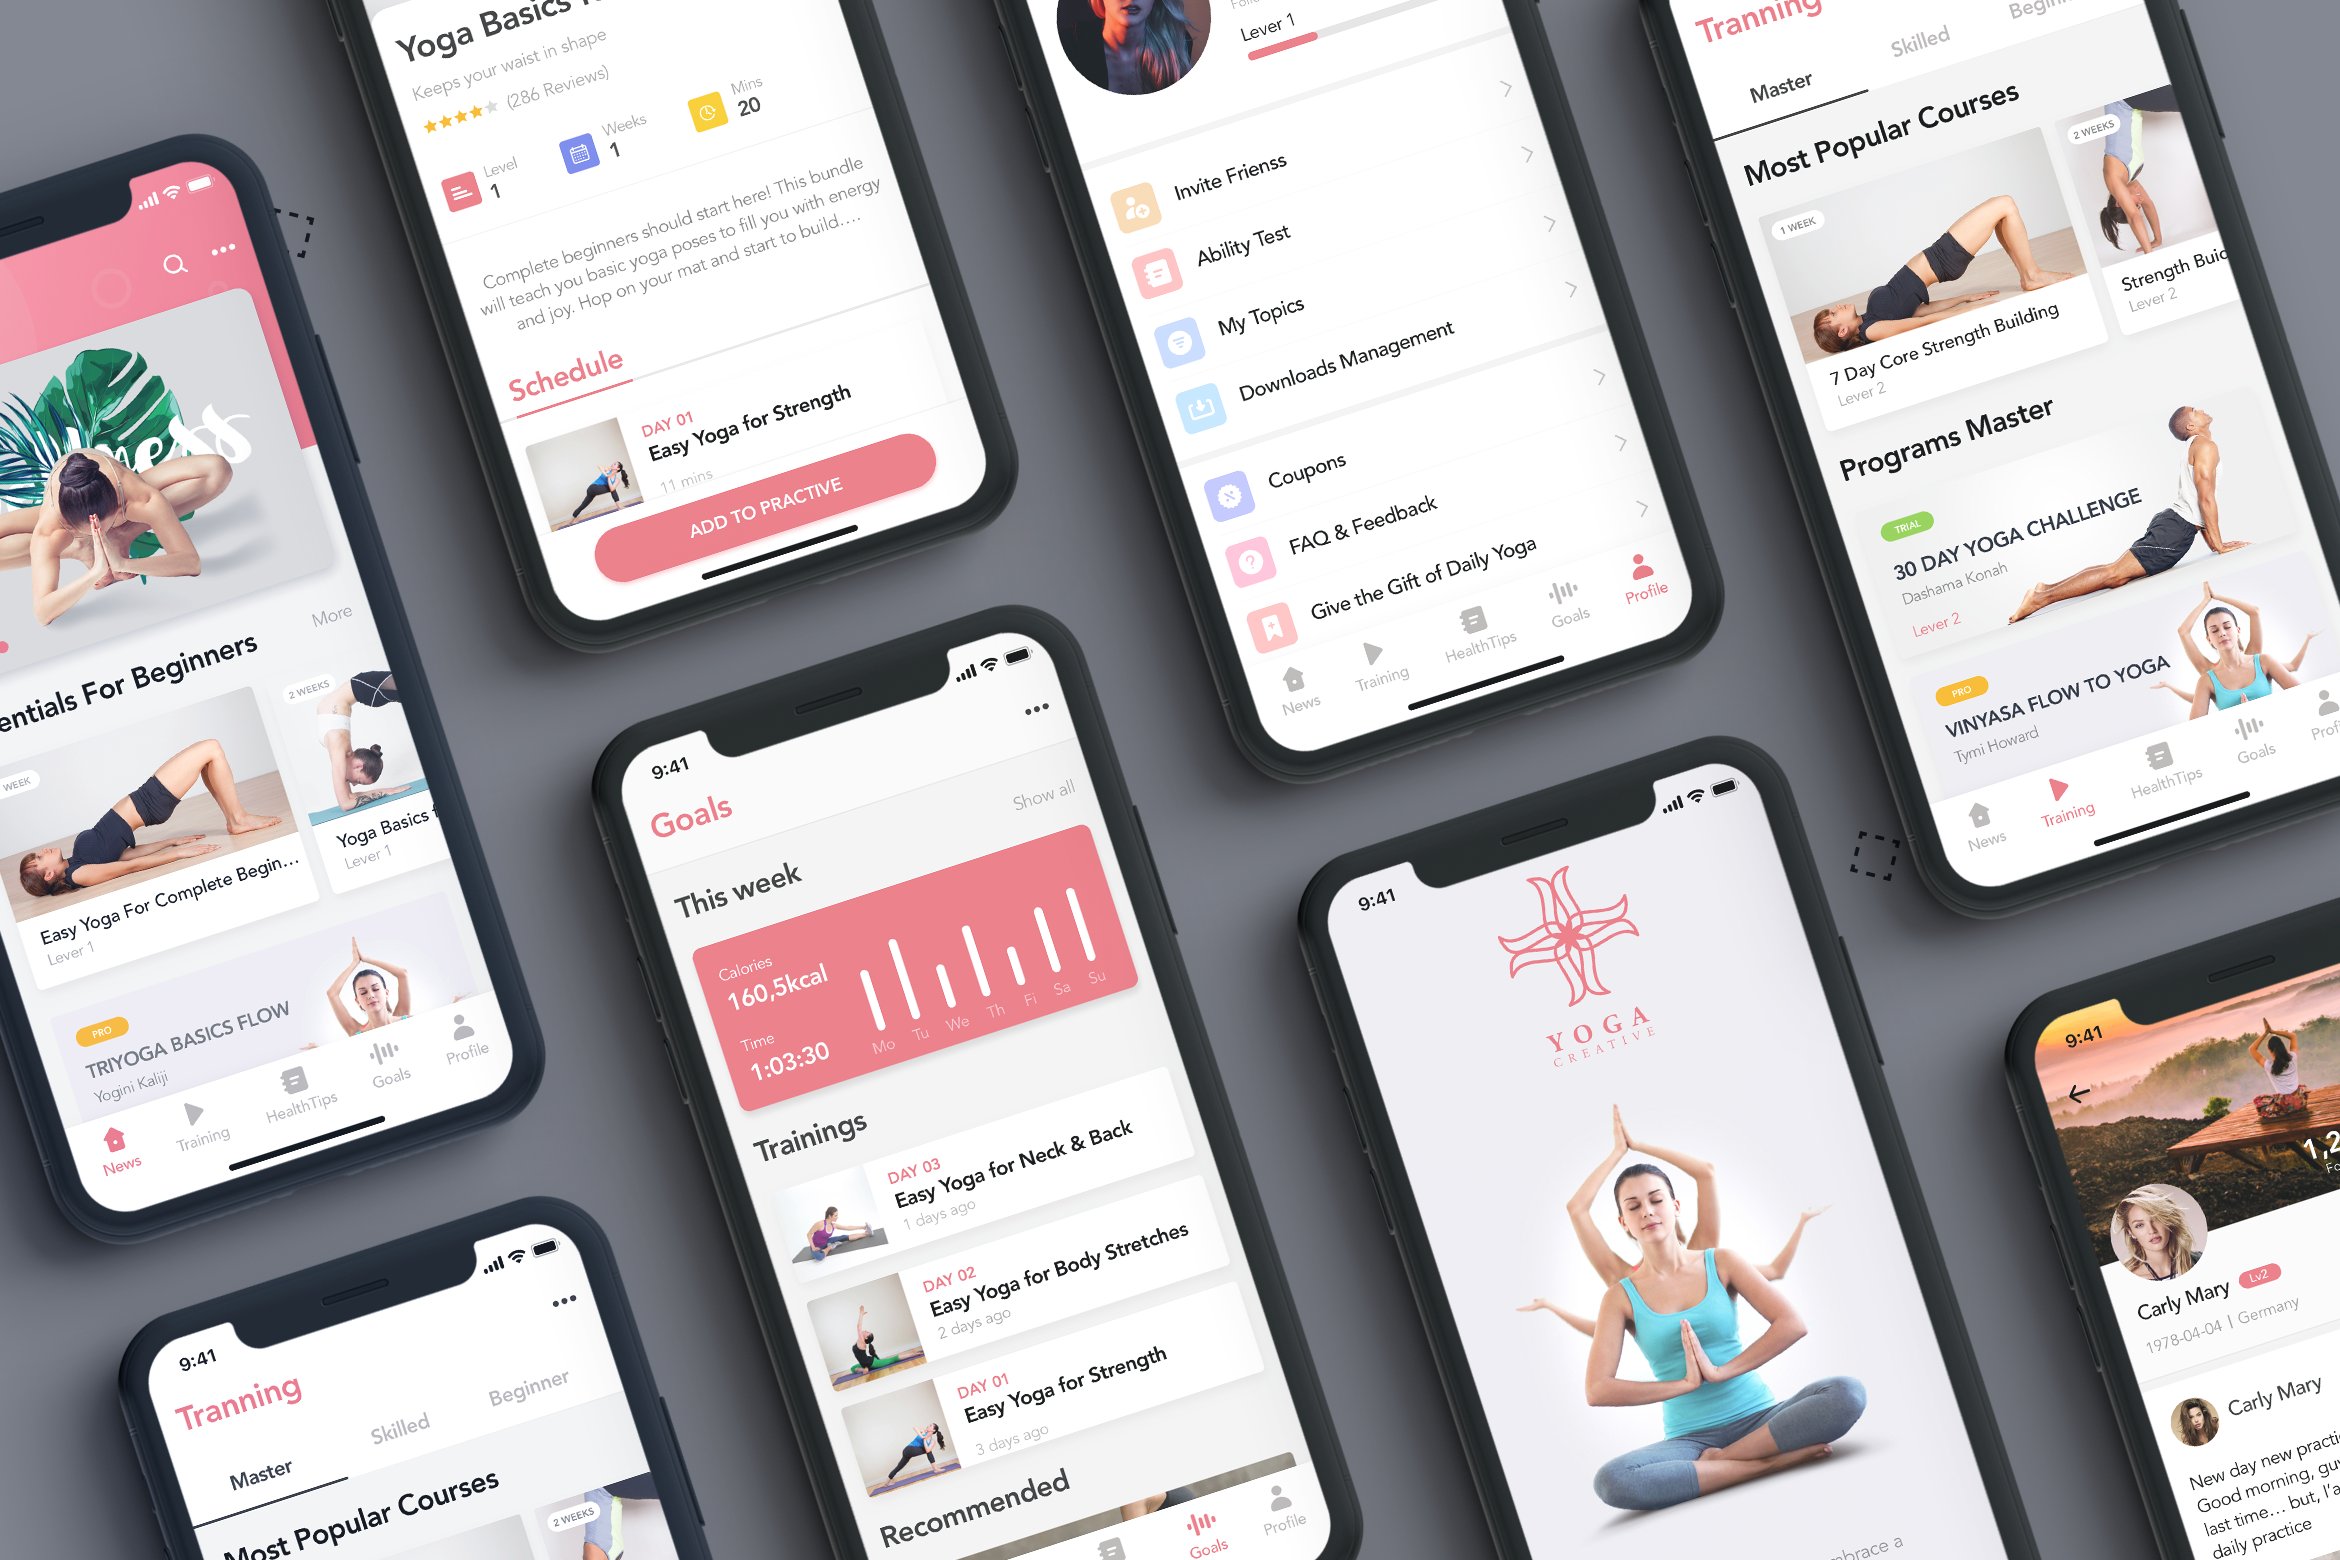 Yoga Basics
Keeps your waist in shape
(286 Reviews)
Level
1
Weeks
1
Mins
20
Complete beginners should start here! This bundle
will teach you basic yoga poses to fill you with energy
and joy. Hop on your mat and start to build....
Schedule
DAY 01
Easy Yoga for Strength
11 mins
ADD TO PRACTIVE
Lever 1
Invite Frienss
Ability Test
My Topics
Downloads Management
Coupons
FAQ & Feedback
Give the Gift of Daily Yoga
News
Training
HealthTips
Goals
Profile
Tranning
Master
Skilled
Most Popular Courses
1 WEEK
7 Day Core Strength Building
Lever 2
2 WEEKS
Strength Buid
Lever 2
Programs Master
TRIAL
30 DAY YOGA CHALLENGE
Dashama Konah
Lever 2
PRO
VINYASA FLOW TO YOGA
Tymi Howard
News
Training
HealthTips
Goals
Prof
More
entials For Beginners
WEEK
Easy Yoga For Complete Begin...
Lever 1
2 WEEKS
Yoga Basics f
Lever 1
PRO
TRIYOGA BASICS FLOW
Yogini Kaliji
News
Training
HealthTips
Goals
Profile
9:41
Goals
This week
Show all
Calories
160,5kcal
Time
1:03:30
Mo Tu We Th Fi Sa Su
Trainings
DAY 03
Easy Yoga for Neck & Back
1 days ago
DAY 02
Easy Yoga for Body Stretches
2 days ago
DAY 01
Easy Yoga for Strength
3 days ago
Recommended
Goals
Profile
9:41
YOGA
CREATIVE
brace a
9:41
Tranning
Master
Skilled
Beginner
Most Popular Courses
2 WEEKS
9:41
1,2
Fo
Carly Mary
Lv2
1978-04-04 | Germany
Carly Mary
New day new practi
Good morning, guy
last time... but, I'a
daily practice